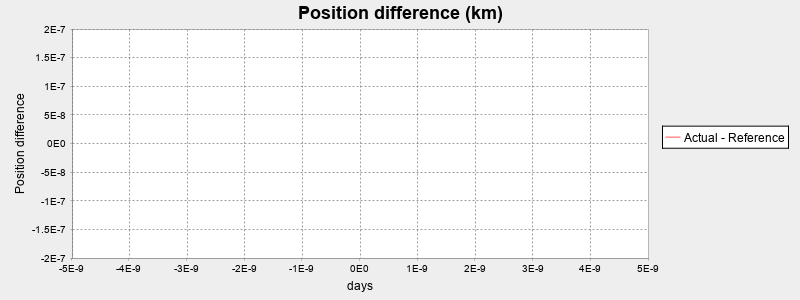 Position difference (km)
2E-7
1.5E-7
1E-7
5E-8
0E0
-5E-8
-1E-7
-1.5E-7
-2E-7
Position difference
-5E-9 -4E-9 -3E-9 -2E-9 -1E-9 0E0 1E-9 2E-9 3E-9 4E-9 5E-9
days
Actual - Reference